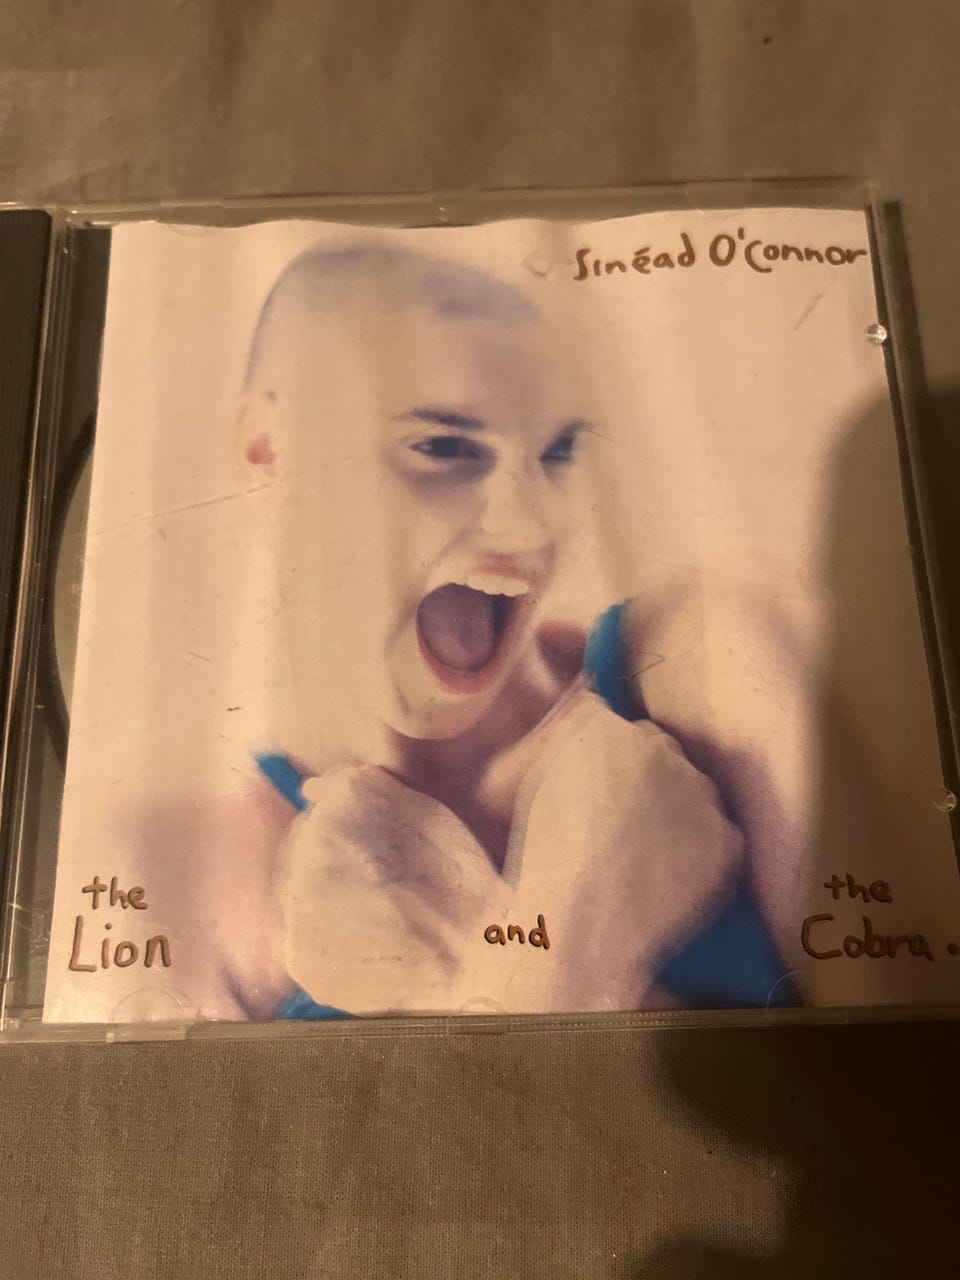 Sinéad O'Connor
the
Lion
and
the
Cobra.